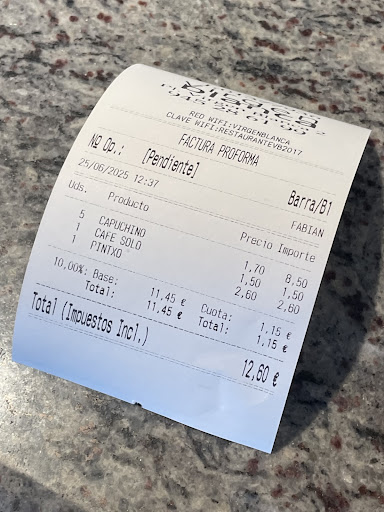 RED WIFI:VIRGENBLANCA
CLAVE WIFI:RESTAURANTEVB2017
FACTURA PROFORMA
Nº Op.: [Pendiente] Barra/B1
25/06/2025 12:37 FABIAN
Uds. Producto Precio Importe
5 CAPUCHINO 1,70 8,50
1 CAFE SOLO 1,50 1,50
1 PINTXO 2,60 2,60
10,00%: Base: 11.45 € Cuota: 1,15 €
Total: 11.45 € Total: 1,15 €
Total (Impuestos Incl.) 12,60 €